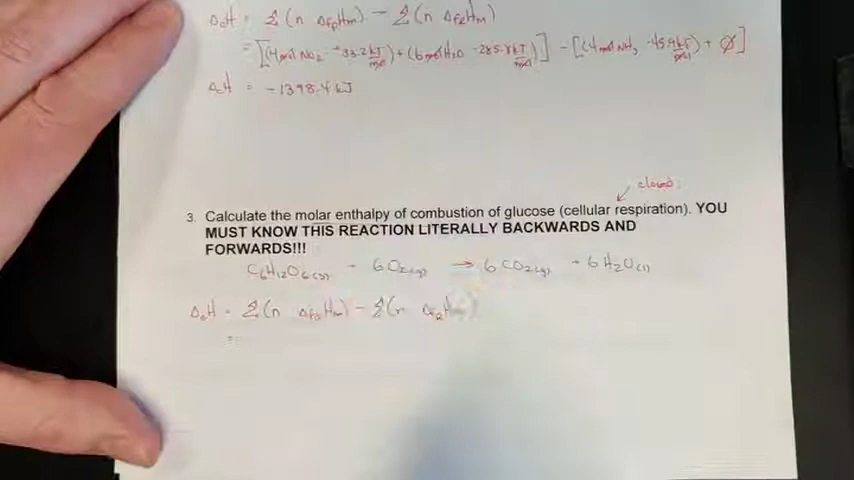 ΔcH = Σ(n ΔfpHm) - Σ(n ΔfRHm)
= [(4mol NO2 · +33.2 kJ/mol) + (6 mol H2O · -285.8 kJ/mol)] - [(4mol NH3 · -45.9 kJ/mol) + Ø]
ΔcH = -1398.4 kJ
closed
3. Calculate the molar enthalpy of combustion of glucose (cellular respiration). YOU
MUST KNOW THIS REACTION LITERALLY BACKWARDS AND
FORWARDS!!!
C6H12O6(s) + 6O2(g) → 6CO2(g) + 6H2O(l)
ΔcH = Σ(n ΔfpHm) - Σ(n ΔfRHm)
=